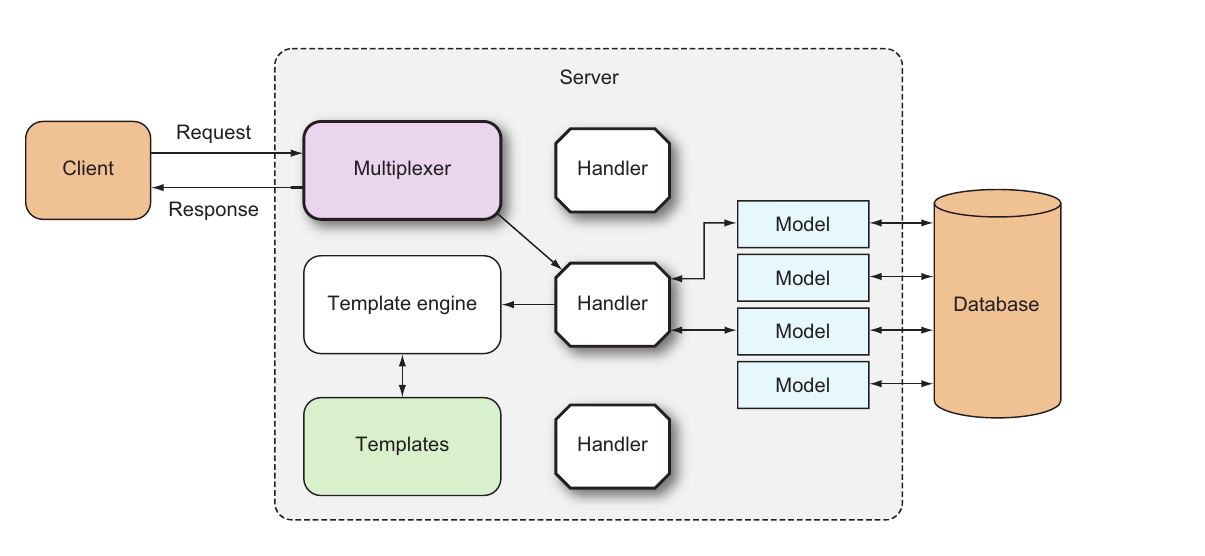 Server
Request
Client
Multiplexer
Handler
Response
Model
Template engine
Handler
Model
Database
Model
Model
Templates
Handler